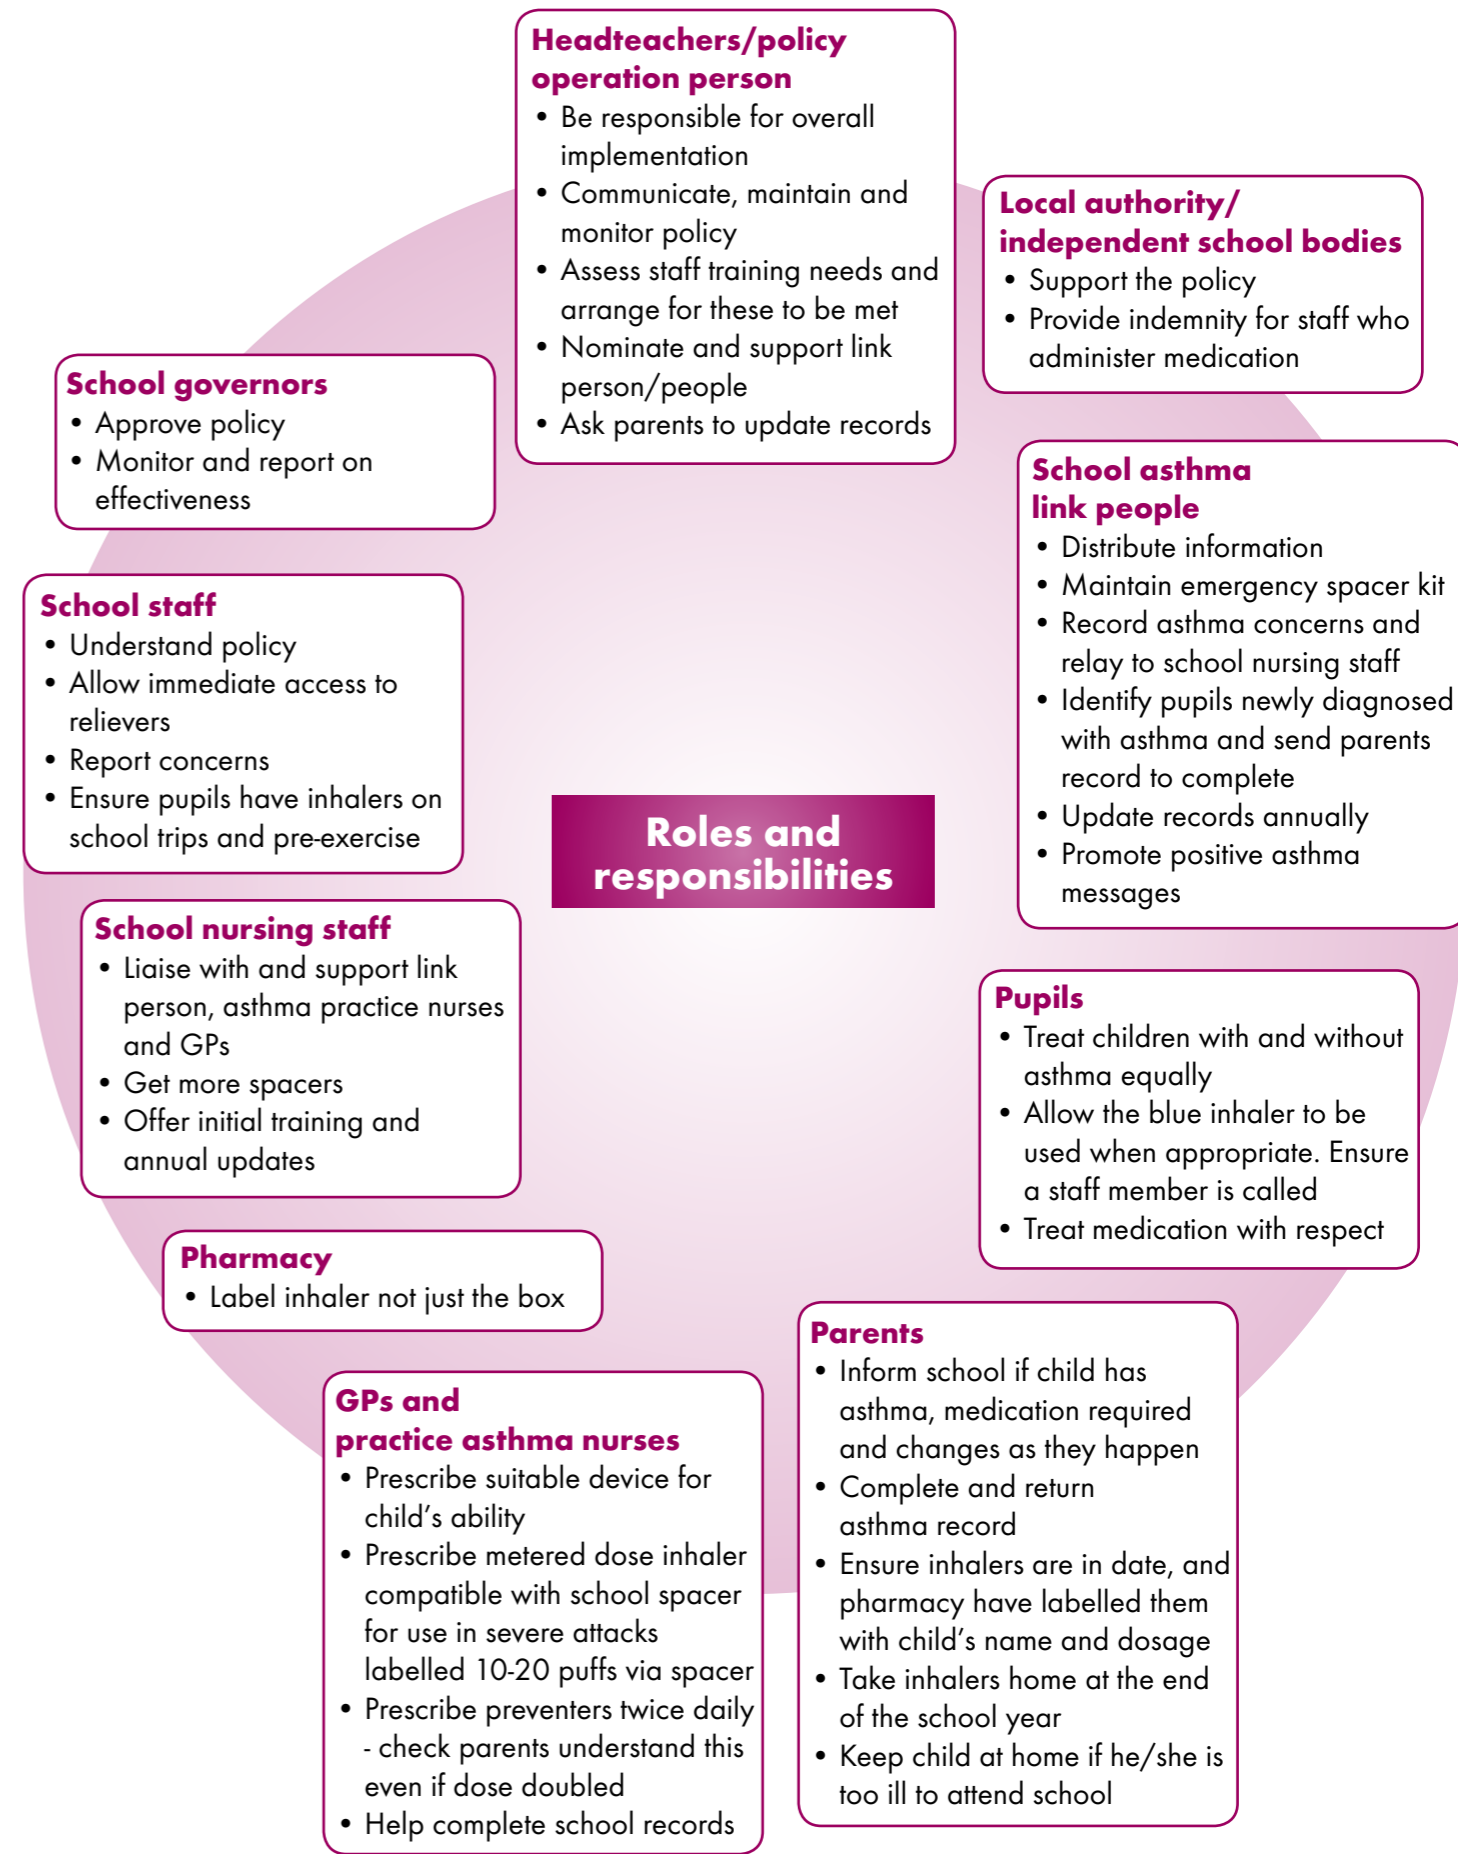 Headteachers/policy
operation person
• Be responsible for overall
implementation
• Communicate, maintain and
monitor policy
• Assess staff training needs and
arrange for these to be met
• Nominate and support link
person/people
• Ask parents to update records
Local authority/
independent school bodies
• Support the policy
• Provide indemnity for staff who
administer medication
School governors
• Approve policy
• Monitor and report on
effectiveness
School asthma
link people
• Distribute information
• Maintain emergency spacer kit
• Record asthma concerns and
relay to school nursing staff
• Identify pupils newly diagnosed
with asthma and send parents
record to complete
• Update records annually
• Promote positive asthma
messages
School staff
• Understand policy
• Allow immediate access to
relievers
• Report concerns
• Ensure pupils have inhalers on
school trips and pre-exercise
Roles and
responsibilities
School nursing staff
• Liaise with and support link
person, asthma practice nurses
and GPs
• Get more spacers
• Offer initial training and
annual updates
Pupils
• Treat children with and without
asthma equally
• Allow the blue inhaler to be
used when appropriate. Ensure
a staff member is called
• Treat medication with respect
Pharmacy
• Label inhaler not just the box
Parents
• Inform school if child has
asthma, medication required
and changes as they happen
• Complete and return
asthma record
• Ensure inhalers are in date, and
pharmacy have labelled them
with child's name and dosage
• Take inhalers home at the end
of the school year
• Keep child at home if he/she is
too ill to attend school
GPs and
practice asthma nurses
• Prescribe suitable device for
child's ability
• Prescribe metered dose inhaler
compatible with school spacer
for use in severe attacks
labelled 10-20 puffs via spacer
• Prescribe preventers twice daily
- check parents understand this
even if dose doubled
• Help complete school records